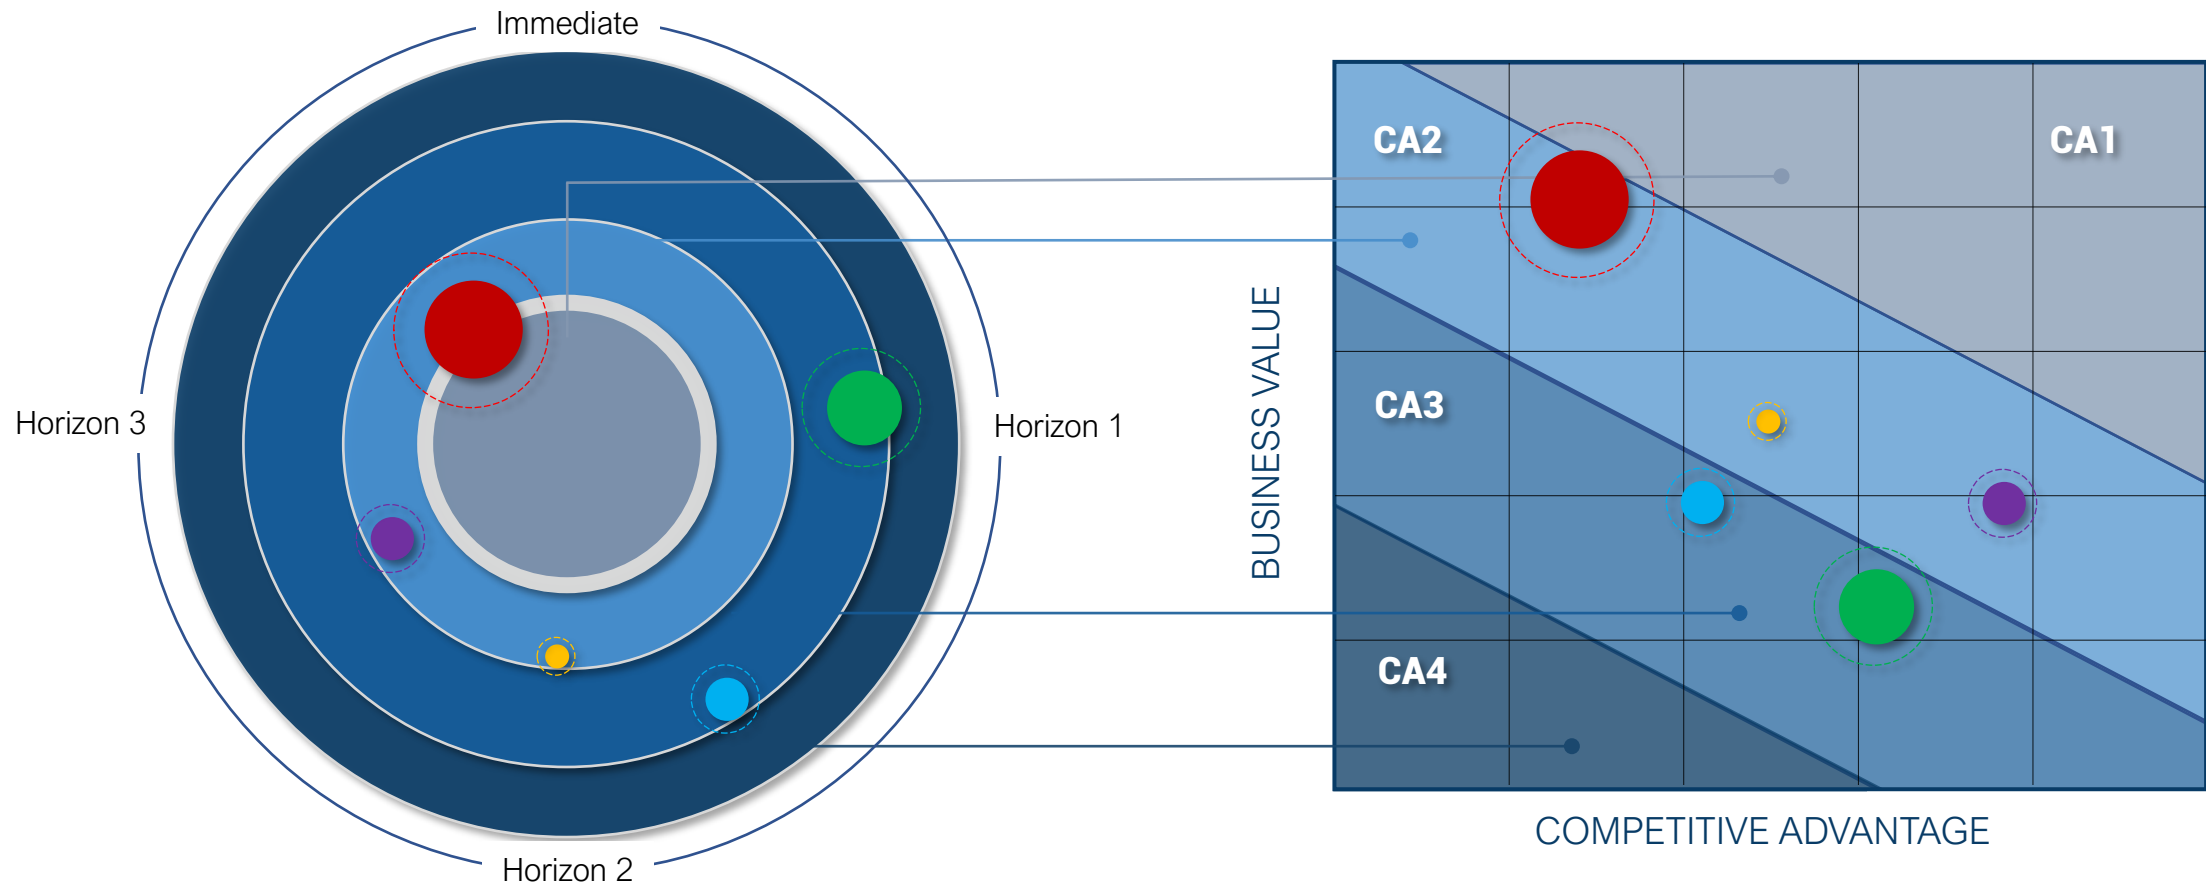 Immediate
Horizon 3
Horizon 1
Horizon 2
CA2
CA1
CA3
CA4
BUSINESS VALUE
COMPETITIVE ADVANTAGE